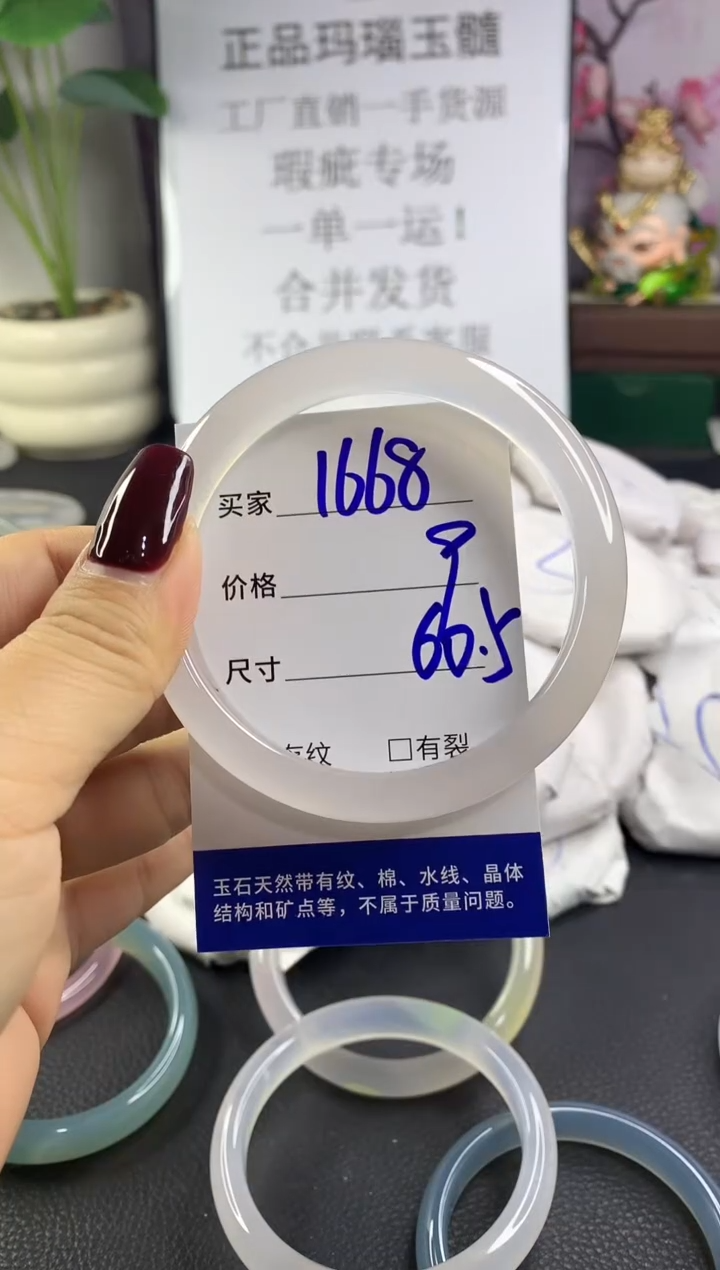 正品玛瑙玉髓
工厂直销一手货源
瑕疵专场
一单一运!
合并发货
买家 1668
价格
尺寸 66.5
有纹 □有裂
玉石天然带有纹、棉、水线、晶体
结构和矿点等，不属于质量问题。